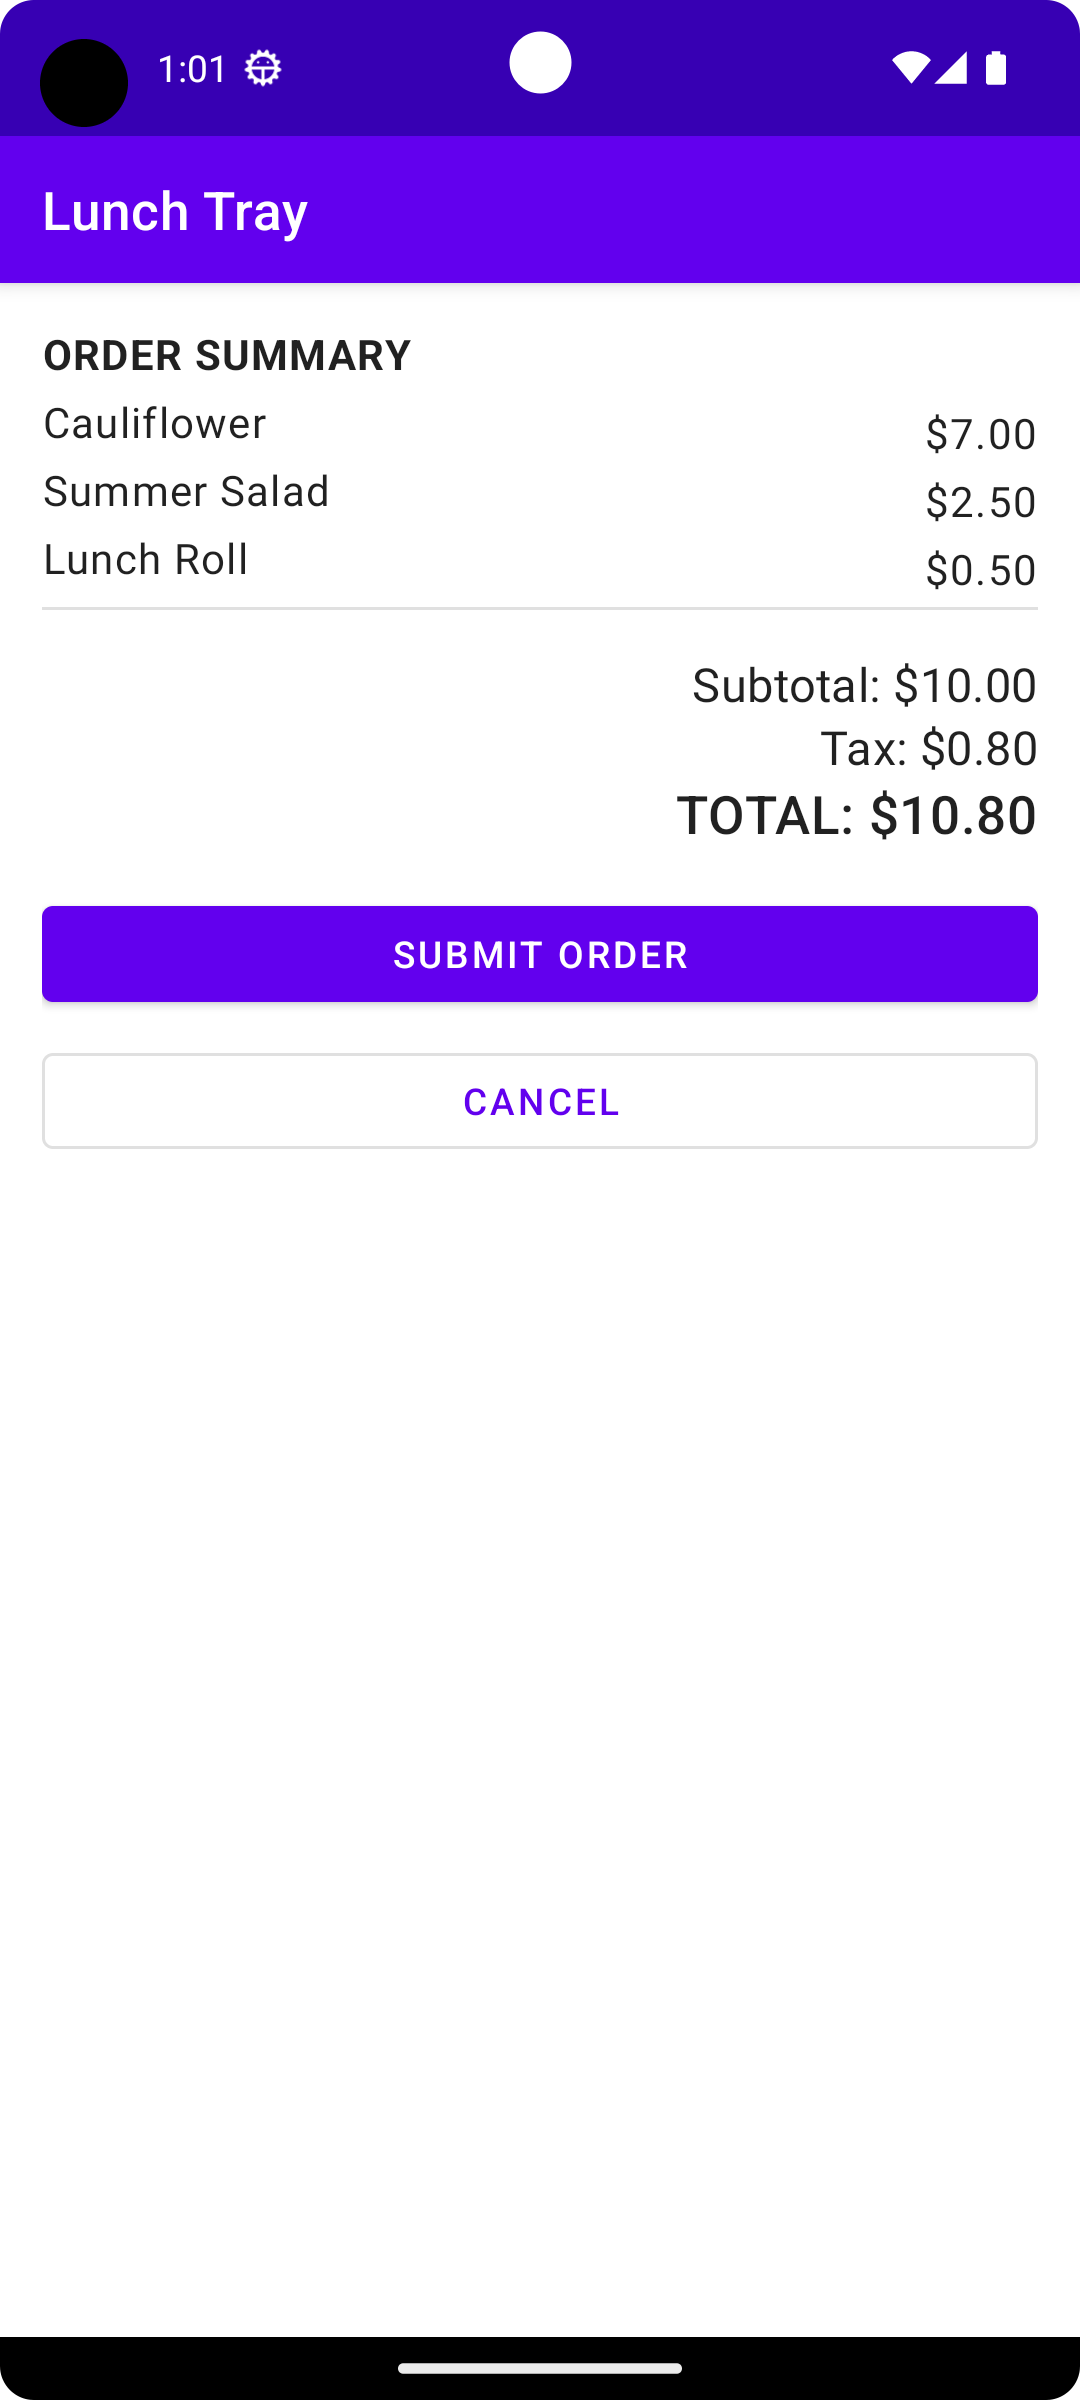 1:01
Lunch Tray
ORDER SUMMARY
Cauliflower $7.00
Summer Salad $2.50
Lunch Roll $0.50
Subtotal: $10.00
Tax: $0.80
TOTAL: $10.80
SUBMIT ORDER
CANCEL